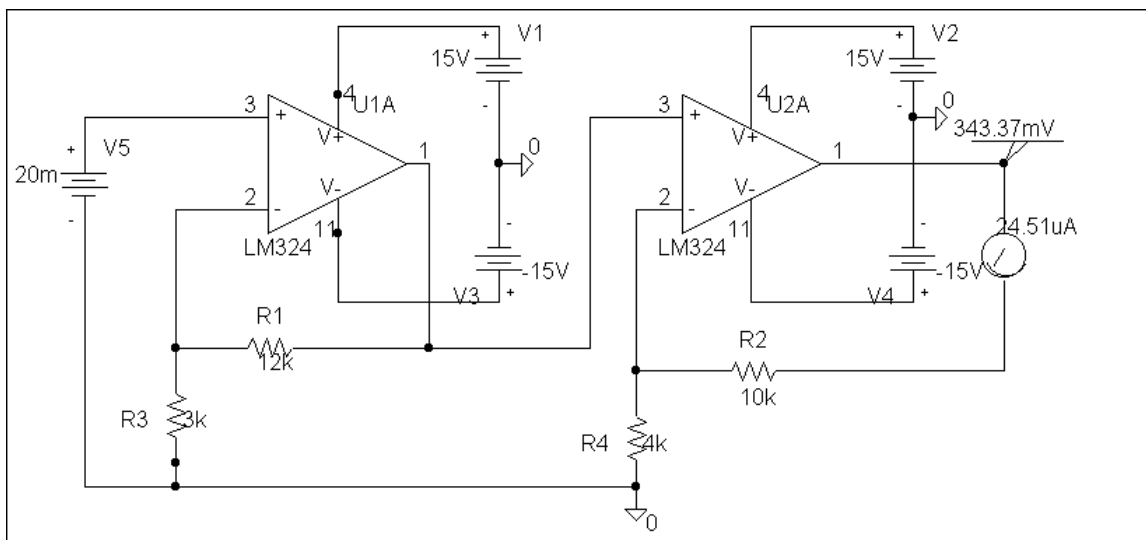 V1
V2
15V
15V
4
U1A
4
U2A
3
+
V+
0
3
+
V+
0
343.37mV
V5
20m
1
1
2
-
V-
11
2
-
V-
11
24.51uA
LM324
LM324
-15V
-15V
V3
V4
R1
12k
R2
10k
R3
3k
R4
4k
0